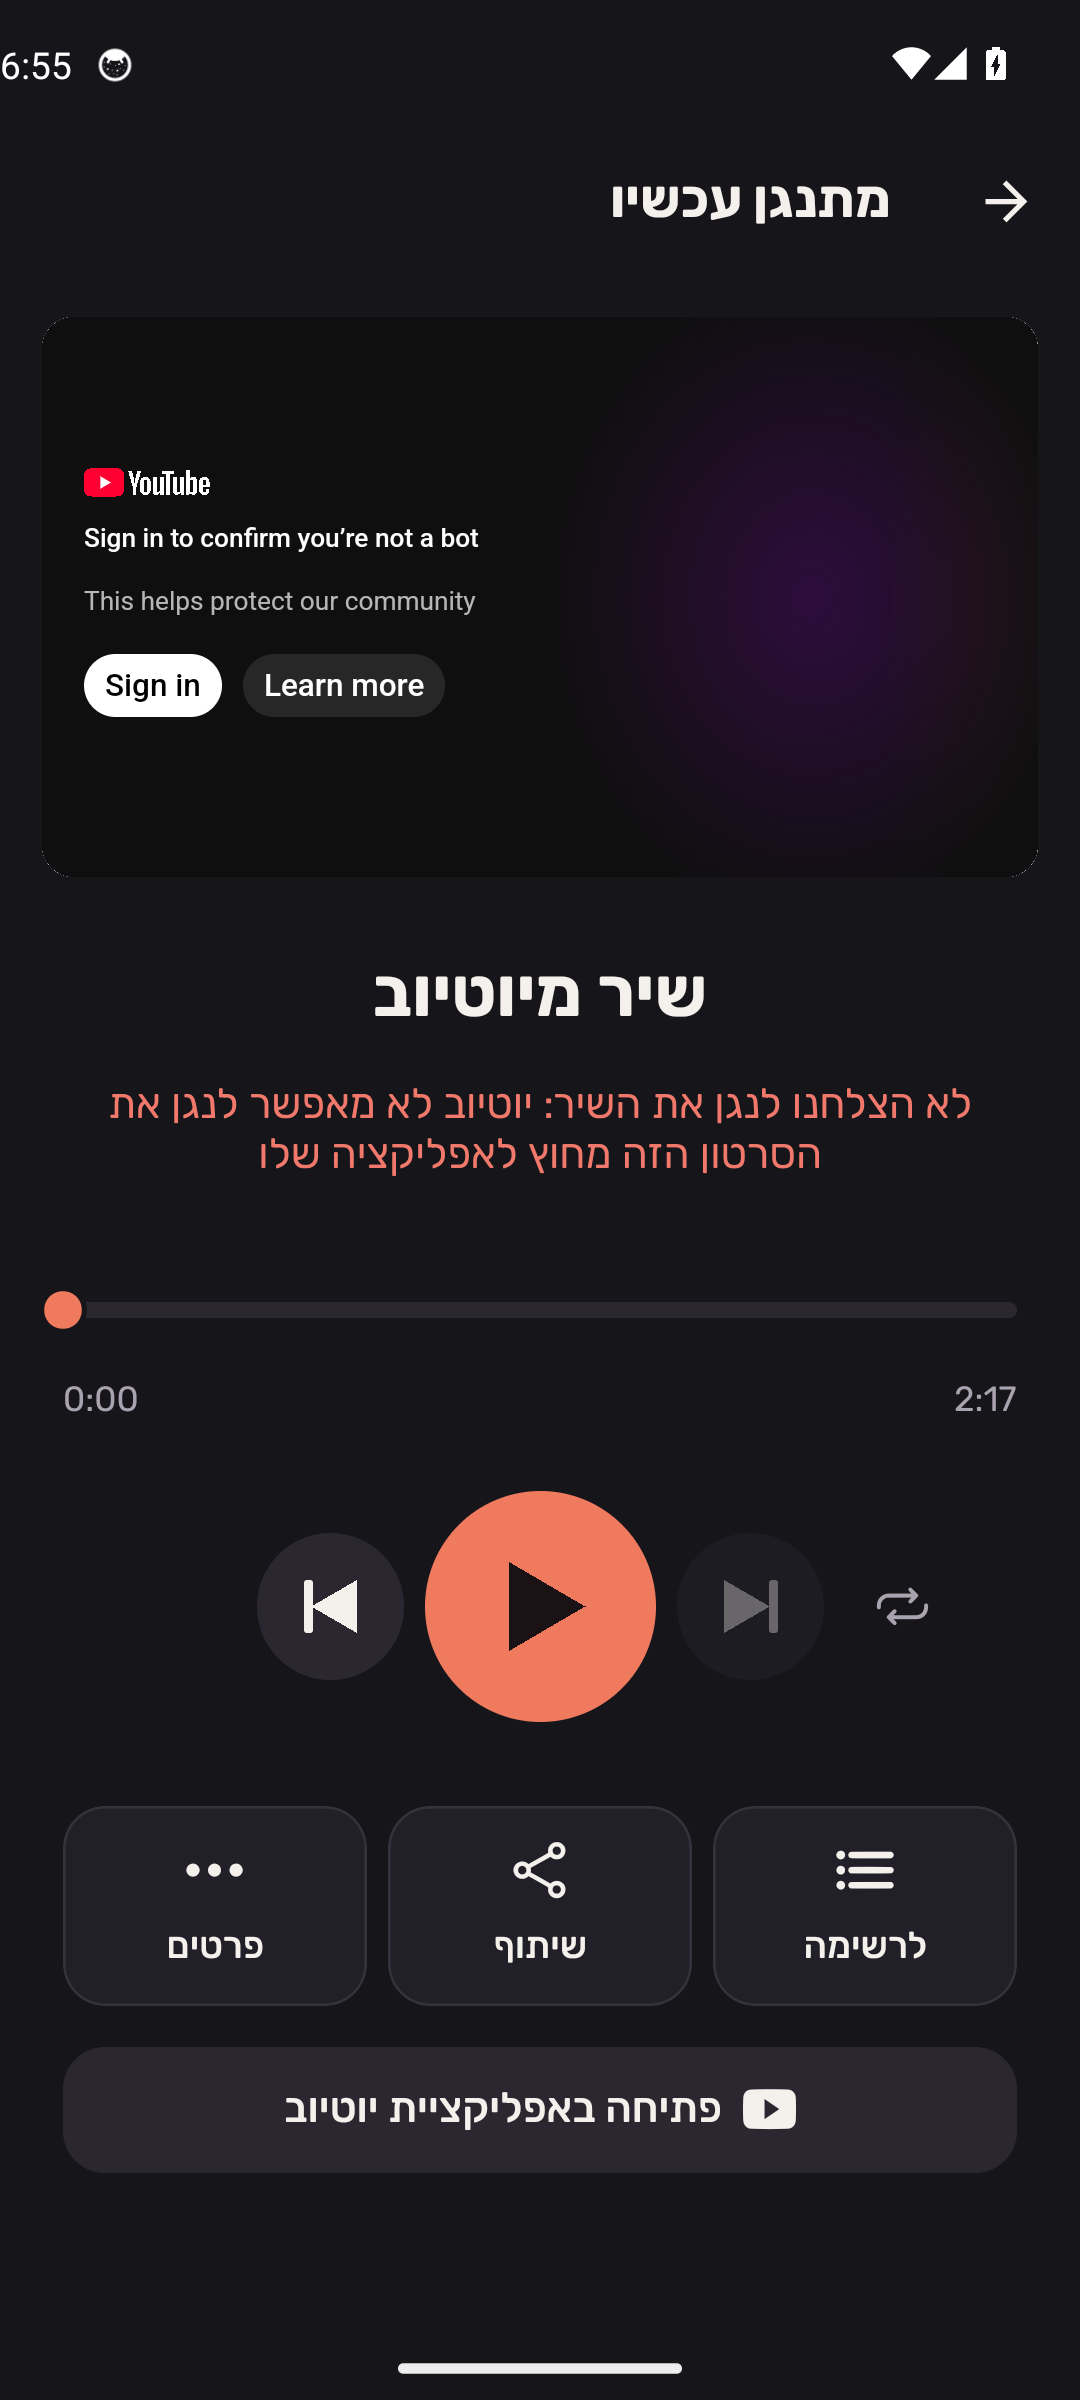 6:55
מתנגן עכשיו
YouTube
Sign in to confirm you’re not a bot
This helps protect our community
Sign in
Learn more
שיר מיוטיוב
לא הצלחנו לנגן את השיר: יוטיוב לא מאפשר לנגן את
הסרטון הזה מחוץ לאפליקציה שלו
0:00
2:17
לרשימה
שיתוף
פרטים
פתיחה באפליקציית יוטיוב